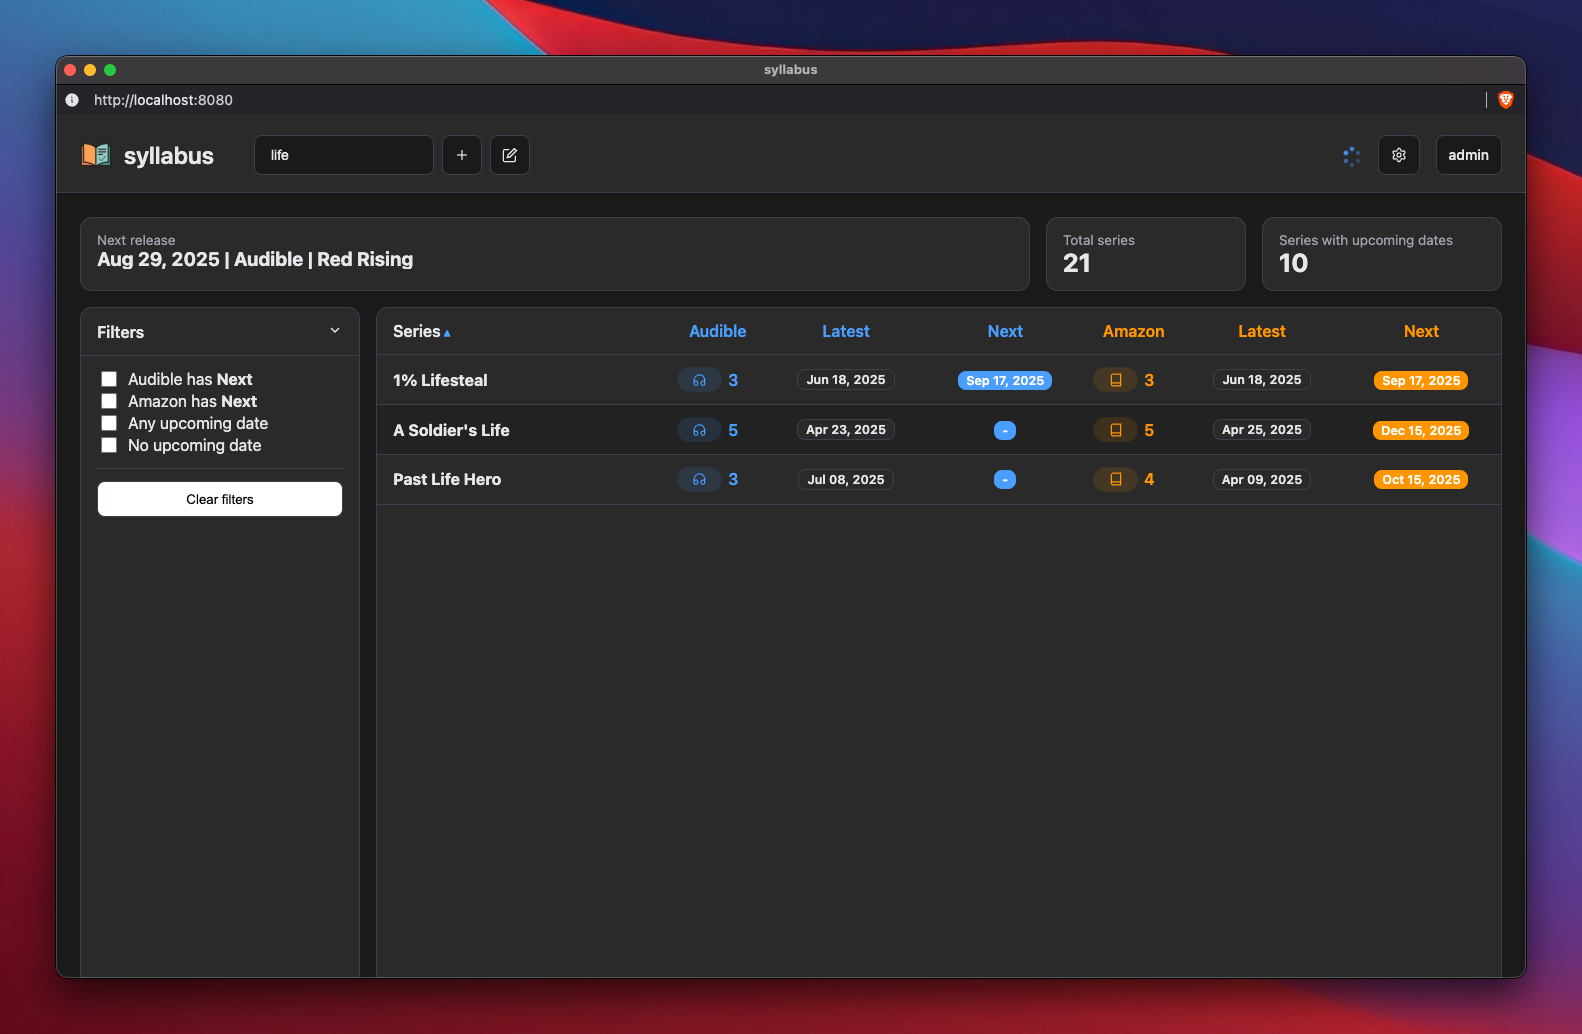 syllabus
http://localhost:8080
syllabus
life
admin
Next release
Aug 29, 2025 | Audible | Red Rising
Total series
21
Series with upcoming dates
10
Filters
Audible has Next
Amazon has Next
Any upcoming date
No upcoming date
Clear filters
Series Audible Latest Next Amazon Latest Next
1% Lifesteal 3 Jun 18, 2025 Sep 17, 2025 3 Jun 18, 2025 Sep 17, 2025
A Soldier's Life 5 Apr 23, 2025 - 5 Apr 25, 2025 Dec 15, 2025
Past Life Hero 3 Jul 08, 2025 - 4 Apr 09, 2025 Oct 15, 2025